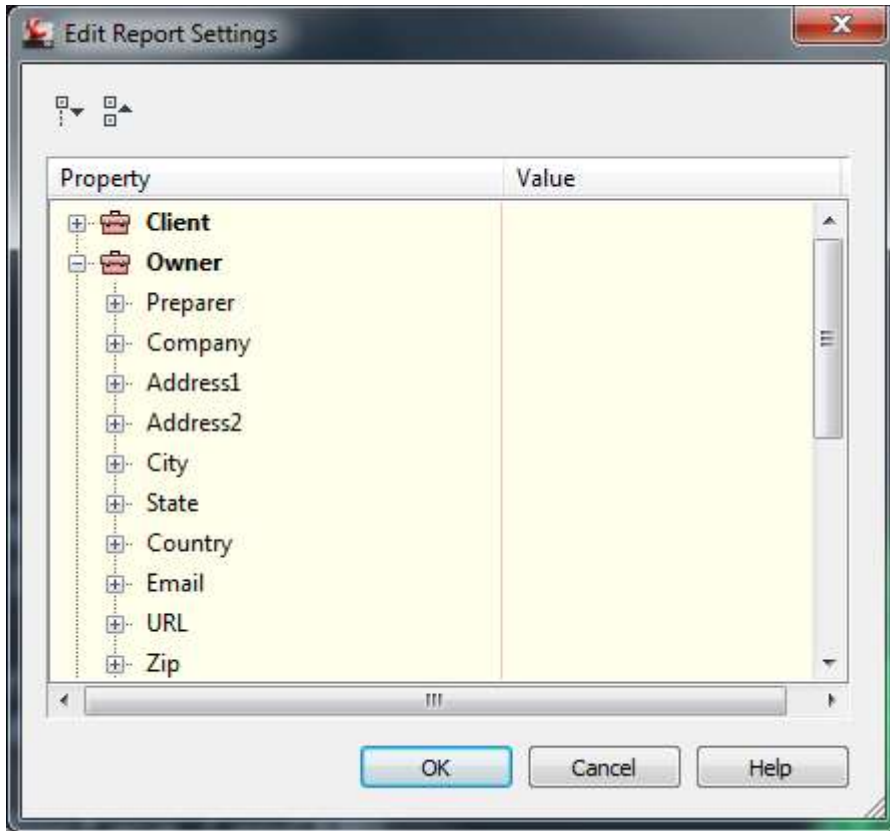 Edit Report Settings
Property Value
Client
Owner
Preparer
Company
Address1
Address2
City
State
Country
Email
URL
Zip
OK Cancel Help